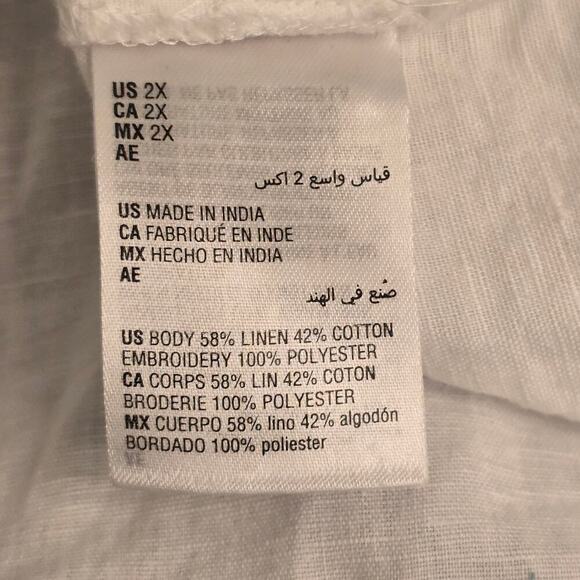 US 2X
CA 2X
MX 2X
AE
قياس واسع 2 اكس
US MADE IN INDIA
CA FABRIQUÉ EN INDE
MX HECHO EN INDIA
AE
صُنع في الهند
US BODY 58% LINEN 42% COTTON
EMBROIDERY 100% POLYESTER
CA CORPS 58% LIN 42% COTON
BRODERIE 100% POLYESTER
MX CUERPO 58% lino 42% algodón
BORDADO 100% poliester